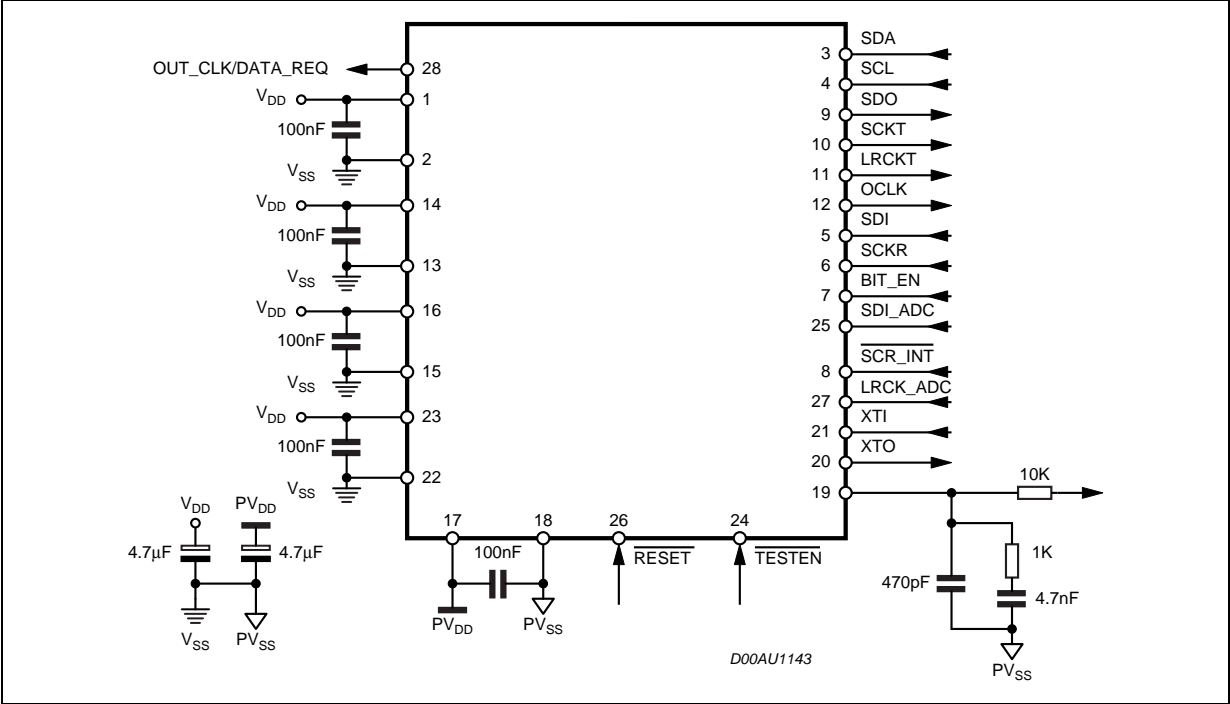 OUT_CLK/DATA_REQ 28
V_DD 1
100nF
V_SS 2
V_DD 14
100nF
V_SS 13
V_DD 16
100nF
V_SS 15
V_DD 23
100nF
V_SS 22
3 SDA
4 SCL
9 SDO
10 SCKT
11 LRCKT
12 OCLK
5 SDI
6 SCKR
7 BIT_EN
25 SDI_ADC
8 SCR_INT
27 LRCK_ADC
21 XTI
20 XTO
19
10K
1K
470pF
4.7nF
PV_SS
V_DD PV_DD
4.7μF 4.7μF
V_SS PV_SS
17 18 26 24
100nF RESET TESTEN
PV_DD PV_SS
D00AU1143